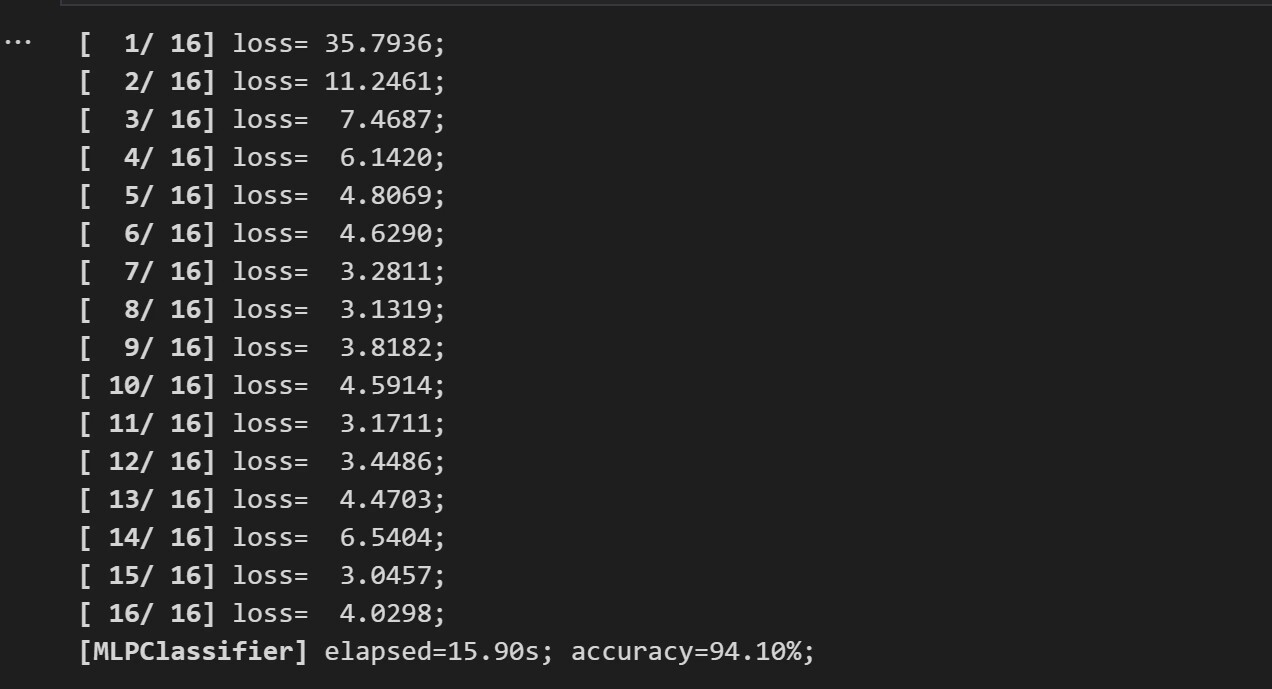 ...
[  1/ 16] loss= 35.7936;
[  2/ 16] loss= 11.2461;
[  3/ 16] loss=  7.4687;
[  4/ 16] loss=  6.1420;
[  5/ 16] loss=  4.8069;
[  6/ 16] loss=  4.6290;
[  7/ 16] loss=  3.2811;
[  8/ 16] loss=  3.1319;
[  9/ 16] loss=  3.8182;
[ 10/ 16] loss=  4.5914;
[ 11/ 16] loss=  3.1711;
[ 12/ 16] loss=  3.4486;
[ 13/ 16] loss=  4.4703;
[ 14/ 16] loss=  6.5404;
[ 15/ 16] loss=  3.0457;
[ 16/ 16] loss=  4.0298;
[MLPClassifier] elapsed=15.90s; accuracy=94.10%;